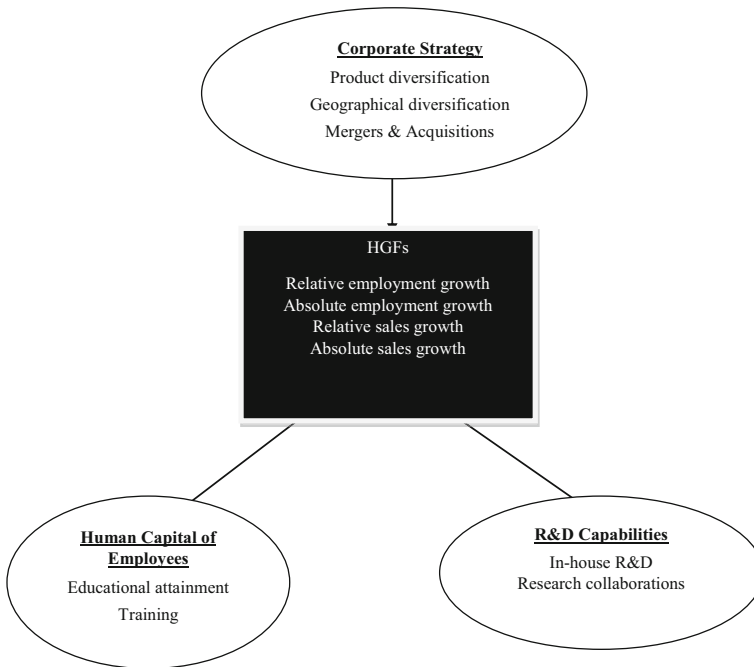 Corporate Strategy
Product diversification
Geographical diversification
Mergers & Acquisitions
HGFs
Relative employment growth
Absolute employment growth
Relative sales growth
Absolute sales growth
Human Capital of
Employees
Educational attainment
Training
R&D Capabilities
In-house R&D
Research collaborations